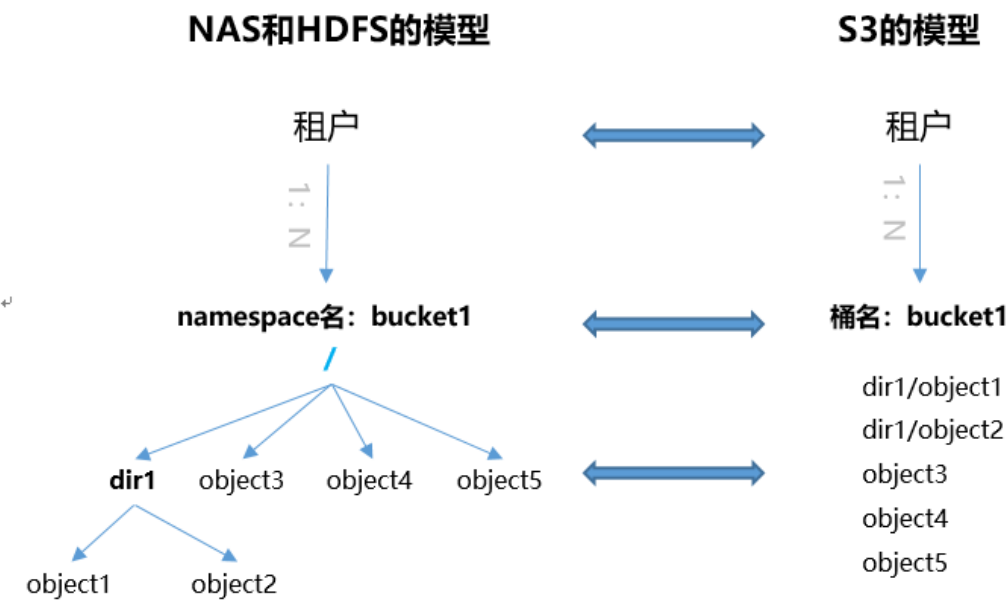 NAS和HDFS的模型
S3的模型
租户
租户
1：N
1：N
namespace名：bucket1
桶名：bucket1
/
dir1/object1
dir1/object2
dir1 object3 object4 object5
object3
object4
object5
object1 object2